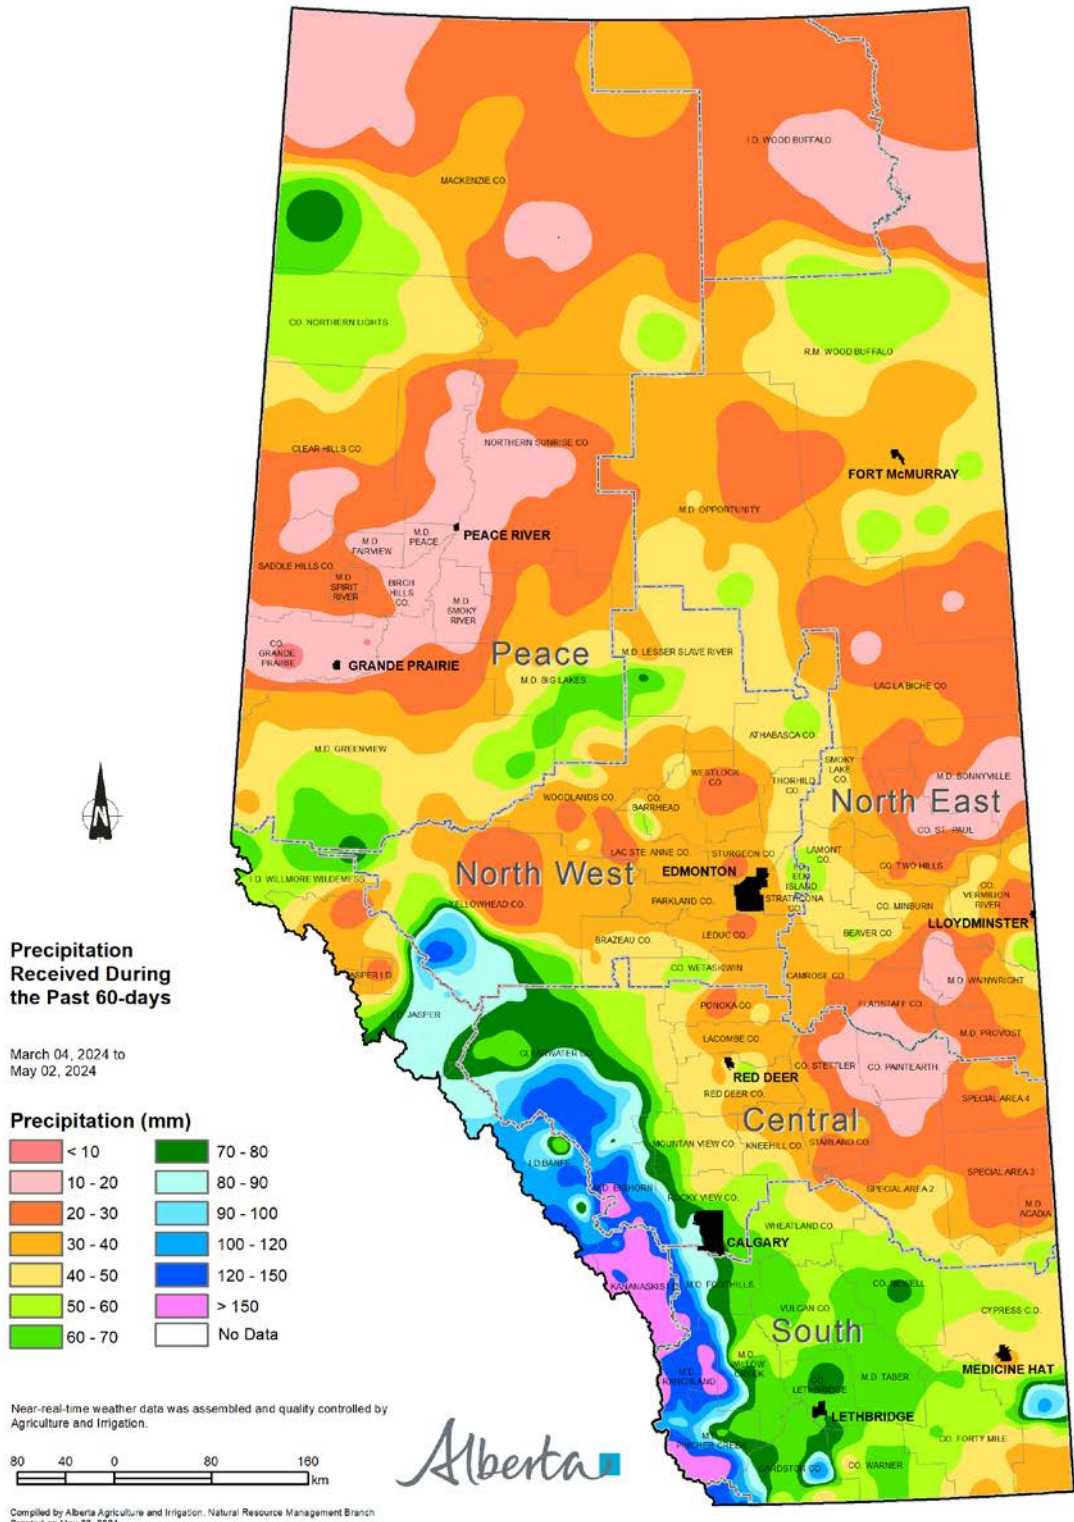 I.D. WOOD BUFFALO
MACKENZIE CO.
CO. NORTHERN LIGHTS
R.M. WOOD BUFFALO
CLEAR HILLS CO.
NORTHERN SUNRISE CO.
FORT McMURRAY
M.D. OPPORTUNITY
PEACE RIVER
M.D. PEACE
M.D. FAIRVIEW
SADDLE HILLS CO.
M.D. SPIRIT RIVER
BIRCH HILLS CO.
M.D. SMOKY RIVER
CO. GRANDE PRAIRIE
GRANDE PRAIRIE
Peace
M.D. LESSER SLAVE RIVER
M.D. BIG LAKES
LAC LA BICHE CO.
ATHABASCA CO.
M.D. GREENVIEW
SMOKY LAKE CO.
WESTLOCK CO.
THORHILD CO.
M.D. BONNYVILLE
N
WOODLANDS CO.
CO. BARRHEAD
North East
CO. ST. PAUL
LAC STE. ANNE CO.
STURGEON CO.
LAMONT CO.
CO. TWO HILLS
I.D. WILLMORE WILDERNESS
North West
EDMONTON
ELK ISLAND
STRATHCONA CO.
CO. VERMILION RIVER
YELLOWHEAD CO.
PARKLAND CO.
CO. MINBURN
LLOYDMINSTER
LEDUC CO.
BEAVER CO.
BRAZEAU CO.
CO. WETASKIWIN
CAMROSE CO.
M.D. WAINWRIGHT
JASPER I.D.
PONOKA CO.
FLAGSTAFF CO.
I.D. JASPER
LACOMBE CO.
M.D. PROVOST
CLEARWATER CO.
CO. STETTLER
CO. PAINTEARTH
RED DEER
RED DEER CO.
SPECIAL AREA 4
Central
MOUNTAIN VIEW CO.
KNEEHILL CO.
STARLAND CO.
I.D. BANFF
SPECIAL AREA 3
M.D. BIGHORN
ROCKY VIEW CO.
SPECIAL AREA 2
M.D. ACADIA
WHEATLAND CO.
CALGARY
KANANASKIS I.D.
M.D. FOOTHILLS
CO. NEWELL
VULCAN CO.
CYPRESS CO.
South
M.D. WILLOW CREEK
MEDICINE HAT
M.D. RANCHLAND
CO. LETHBRIDGE
M.D. TABER
LETHBRIDGE
M.D. PINCHER CREEK
CO. FORTY MILE
CARDSTON CO.
CO. WARNER
Precipitation
Received During
the Past 60-days
March 04, 2024 to
May 02, 2024
Precipitation (mm)
< 10
10 - 20
20 - 30
30 - 40
40 - 50
50 - 60
60 - 70
70 - 80
80 - 90
90 - 100
100 - 120
120 - 150
> 150
No Data
Near-real-time weather data was assembled and quality controlled by
Agriculture and Irrigation.
80 40 0 80 160
km
Alberta
Compiled by Alberta Agriculture and Irrigation, Natural Resource Management Branch
Created on May 03, 2024